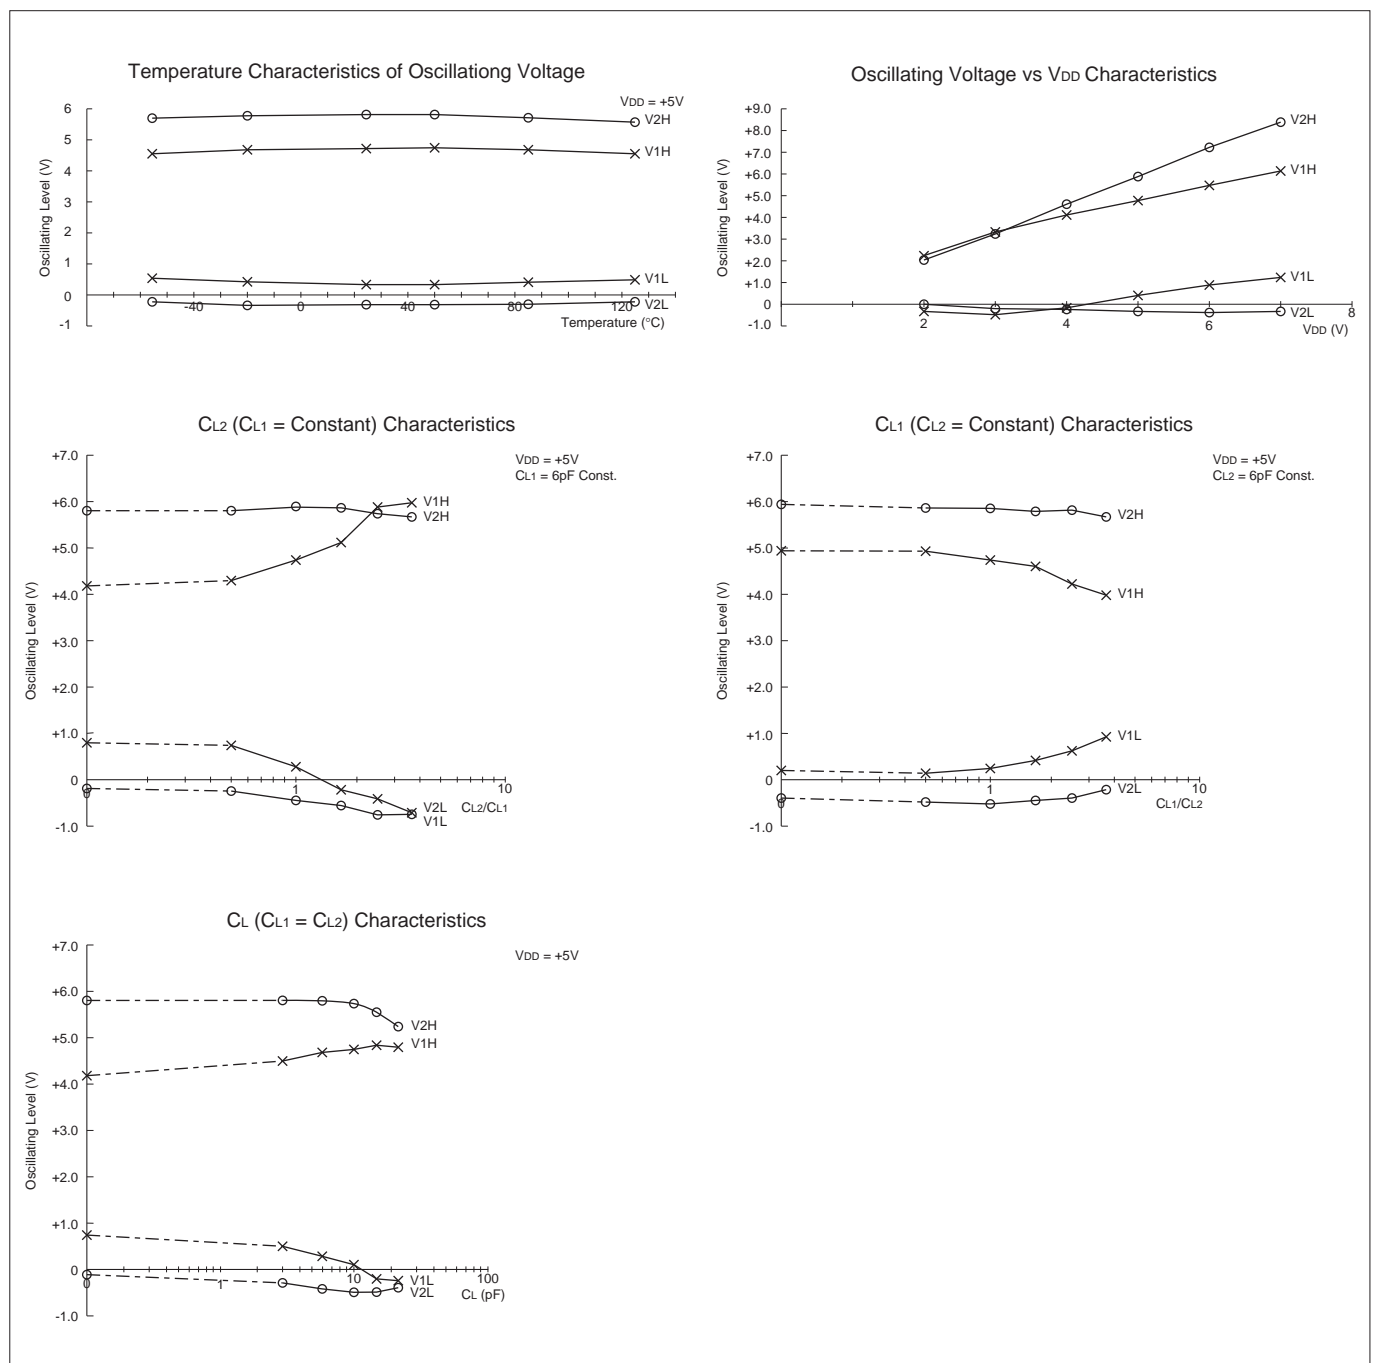 Temperature Characteristics of Oscillationg Voltage
VDD = +5V
Oscillating Level (V)
6
5
4
3
2
1
0
-1
-40
0
40
80
120
Temperature (°C)
V2H
V1H
V1L
V2L
Oscillating Voltage vs VDD Characteristics
Oscillating Level (V)
+9.0
+8.0
+7.0
+6.0
+5.0
+4.0
+3.0
+2.0
+1.0
0
-1.0
2
4
6
8
VDD (V)
V2H
V1H
V1L
V2L
CL2 (CL1 = Constant) Characteristics
VDD = +5V
CL1 = 6pF Const.
Oscillating Level (V)
+7.0
+6.0
+5.0
+4.0
+3.0
+2.0
+1.0
0
-1.0
0
1
10
CL2/CL1
V1H
V2H
V2L
V1L
CL1 (CL2 = Constant) Characteristics
VDD = +5V
CL2 = 6pF Const.
Oscillating Level (V)
+7.0
+6.0
+5.0
+4.0
+3.0
+2.0
+1.0
0
-1.0
0
1
10
CL1/CL2
V2H
V1H
V1L
V2L
CL (CL1 = CL2) Characteristics
VDD = +5V
Oscillating Level (V)
+7.0
+6.0
+5.0
+4.0
+3.0
+2.0
+1.0
0
-1.0
0
1
10
100
CL (pF)
V2H
V1H
V1L
V2L